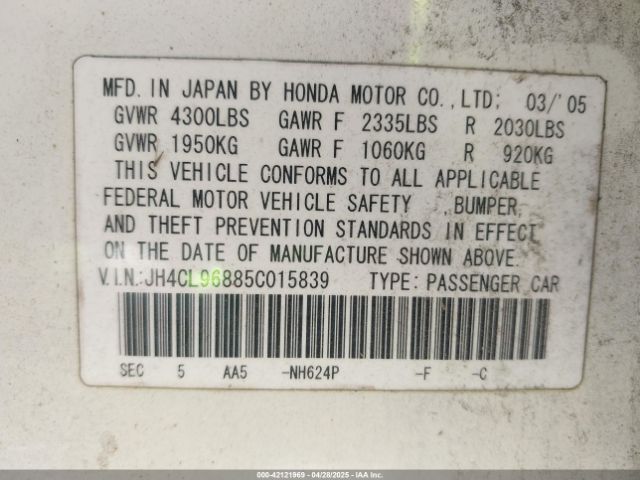 MFD. IN JAPAN BY HONDA MOTOR CO.,LTD; 03/'05
GVWR 4300LBS GAWR F 2335LBS R 2030LBS
GVWR 1950KG GAWR F 1060KG R 920KG
THIS VEHICLE CONFORMS TO ALL APPLICABLE
FEDERAL MOTOR VEHICLE SAFETY ,BUMPER,
AND THEFT PREVENTION STANDARDS IN EFFECT
ON THE DATE OF MANUFACTURE SHOWN ABOVE.
V.I.N.:JH4CL96885C015839 TYPE: PASSENGER CAR
SEC 5 AA5 -NH624P -F -C
000-42121969 04/28/2025 - IAAI, Inc.